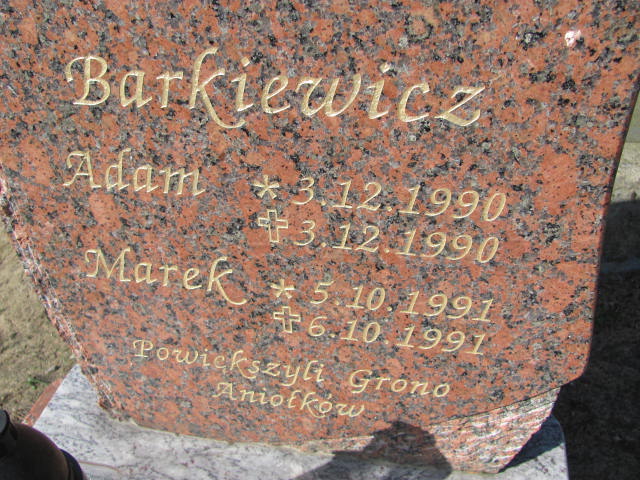 Barkiewicz
Adam * 3.12.1990
✝ 3.12.1990
Marek * 5.10.1991
✝ 6.10.1991
Powiększyli Grono
Aniołków